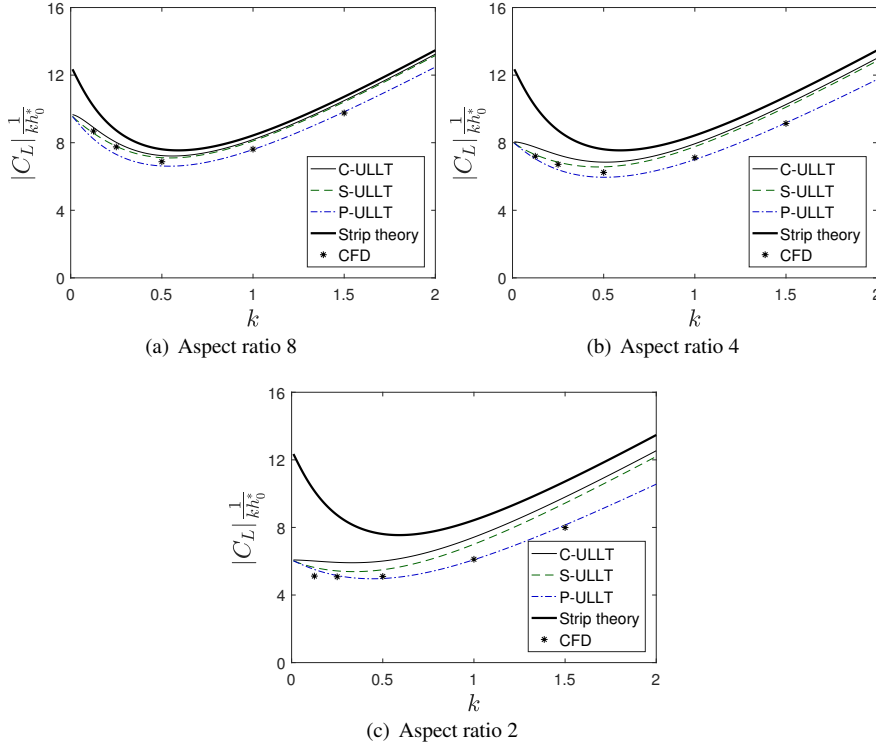 16
12
8
4
0
|C_L| 1/(kh_0^*)
C-ULLT
S-ULLT
P-ULLT
Strip theory
CFD
0 0.5 1 1.5 2
k
(a) Aspect ratio 8
16
12
8
4
0
|C_L| 1/(kh_0^*)
C-ULLT
S-ULLT
P-ULLT
Strip theory
CFD
0 0.5 1 1.5 2
k
(b) Aspect ratio 4
16
12
8
4
0
|C_L| 1/(kh_0^*)
C-ULLT
S-ULLT
P-ULLT
Strip theory
CFD
0 0.5 1 1.5 2
k
(c) Aspect ratio 2